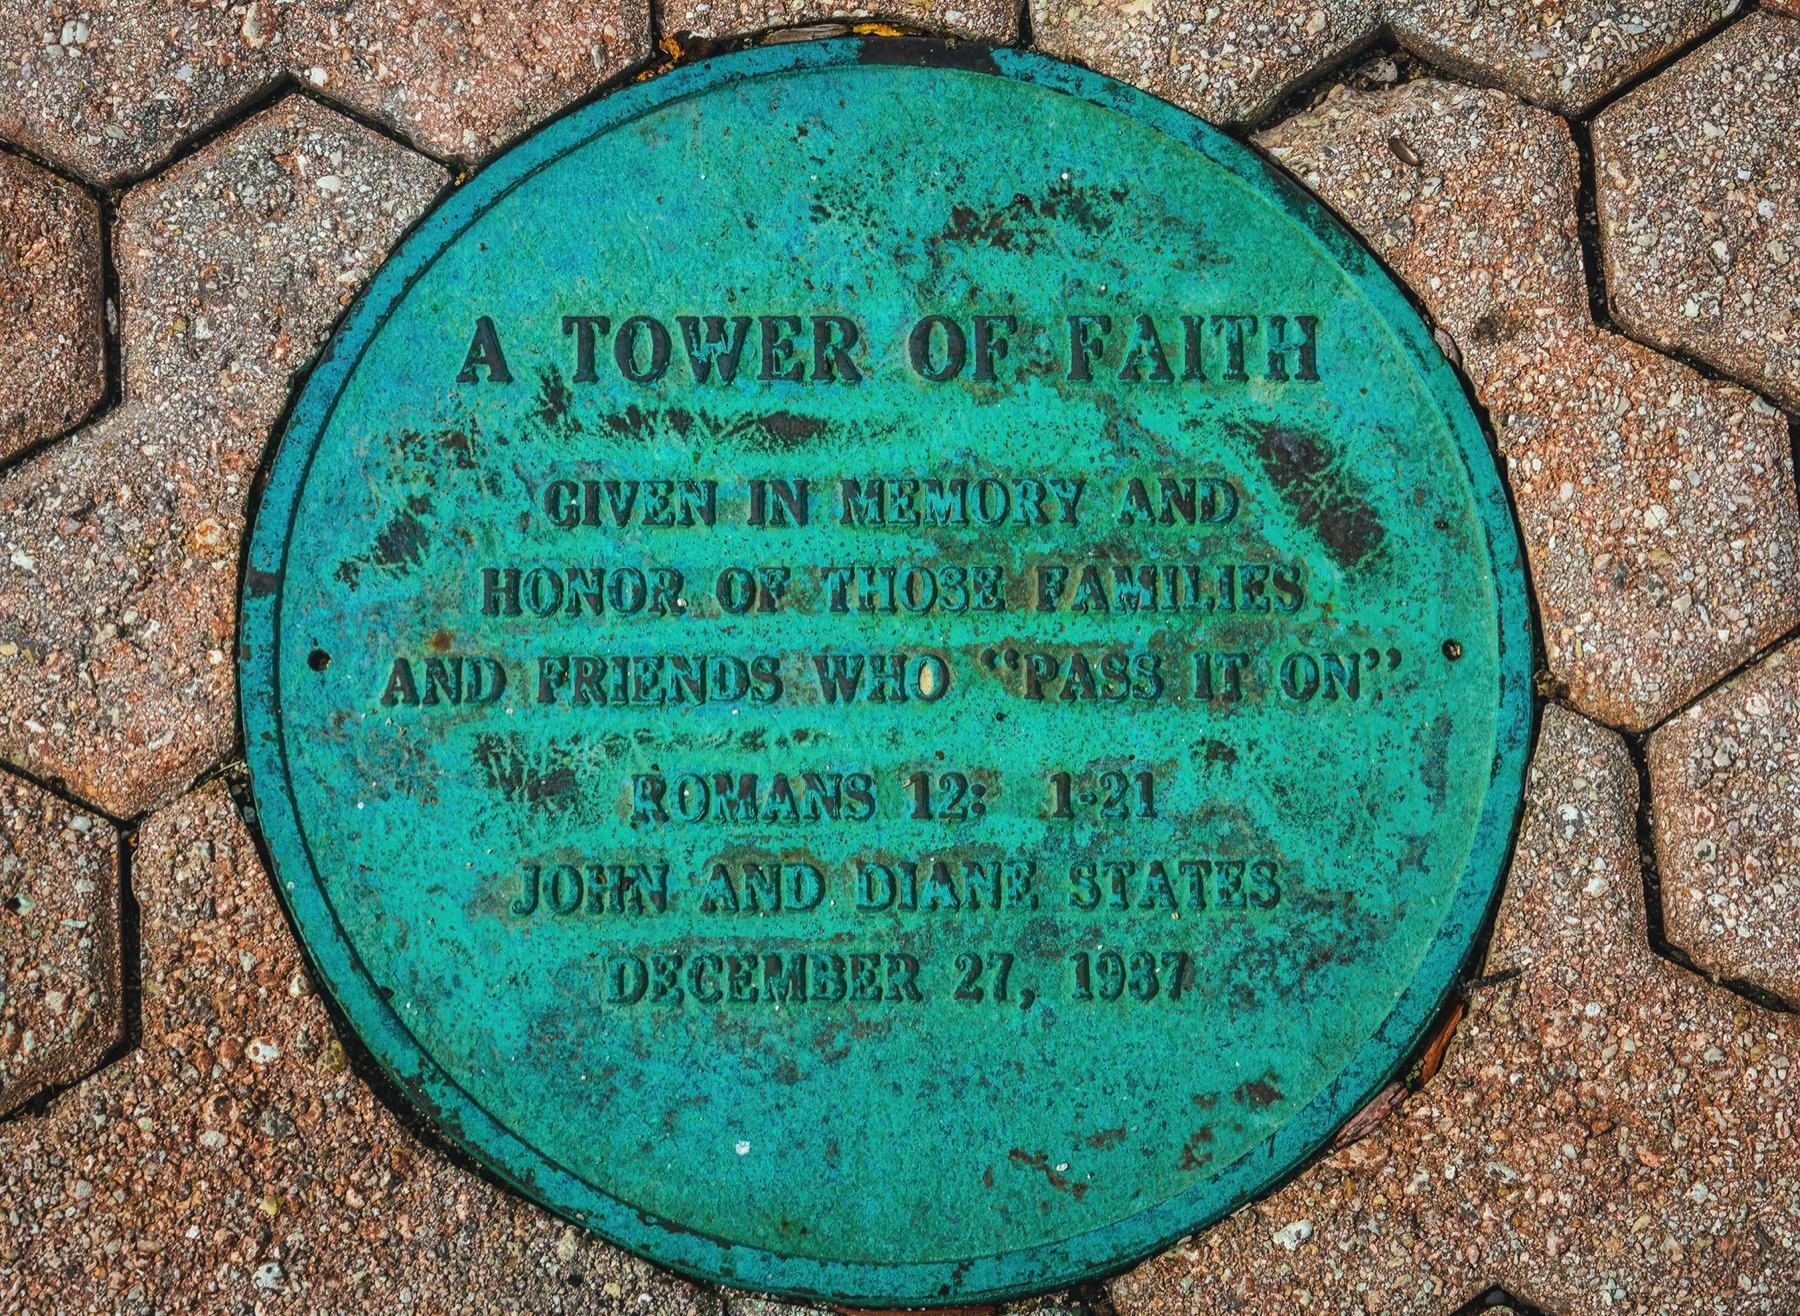 A TOWER OF FAITH
GIVEN IN MEMORY AND
HONOR OF THOSE FAMILIES
AND FRIENDS WHO “PASS IT ON”
ROMANS 12: 1-21
JOHN AND DIANE STATES
DECEMBER 27, 1987